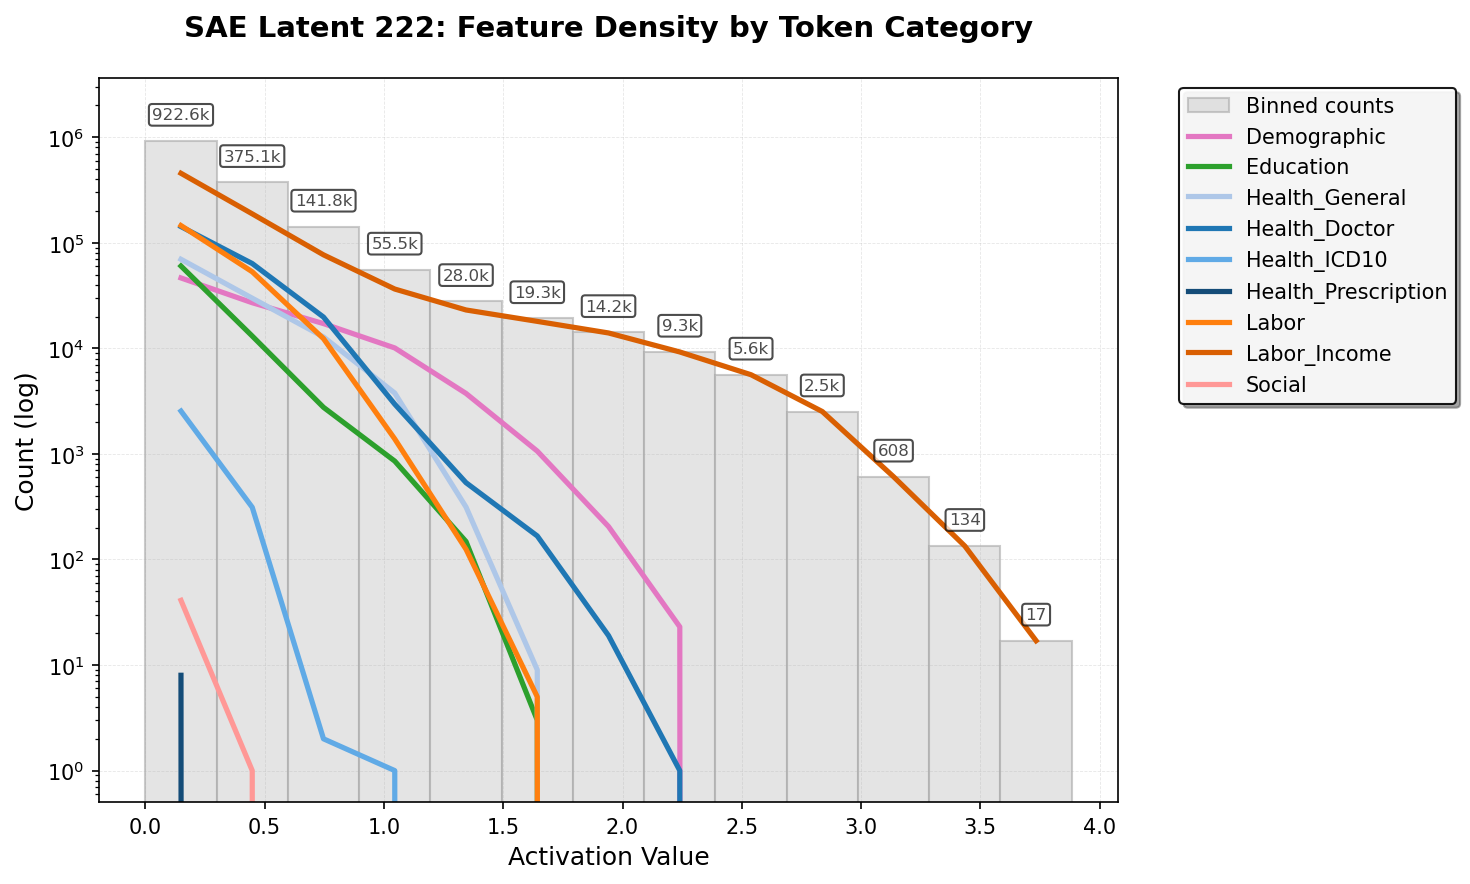 SAE Latent 222: Feature Density by Token Category
922.6k
375.1k
141.8k
55.5k
28.0k
19.3k
14.2k
9.3k
5.6k
2.5k
608
134
17
Binned counts
Demographic
Education
Health_General
Health_Doctor
Health_ICD10
Health_Prescription
Labor
Labor_Income
Social
Count (log)
10⁶
10⁵
10⁴
10³
10²
10¹
10⁰
0.0 0.5 1.0 1.5 2.0 2.5 3.0 3.5 4.0
Activation Value